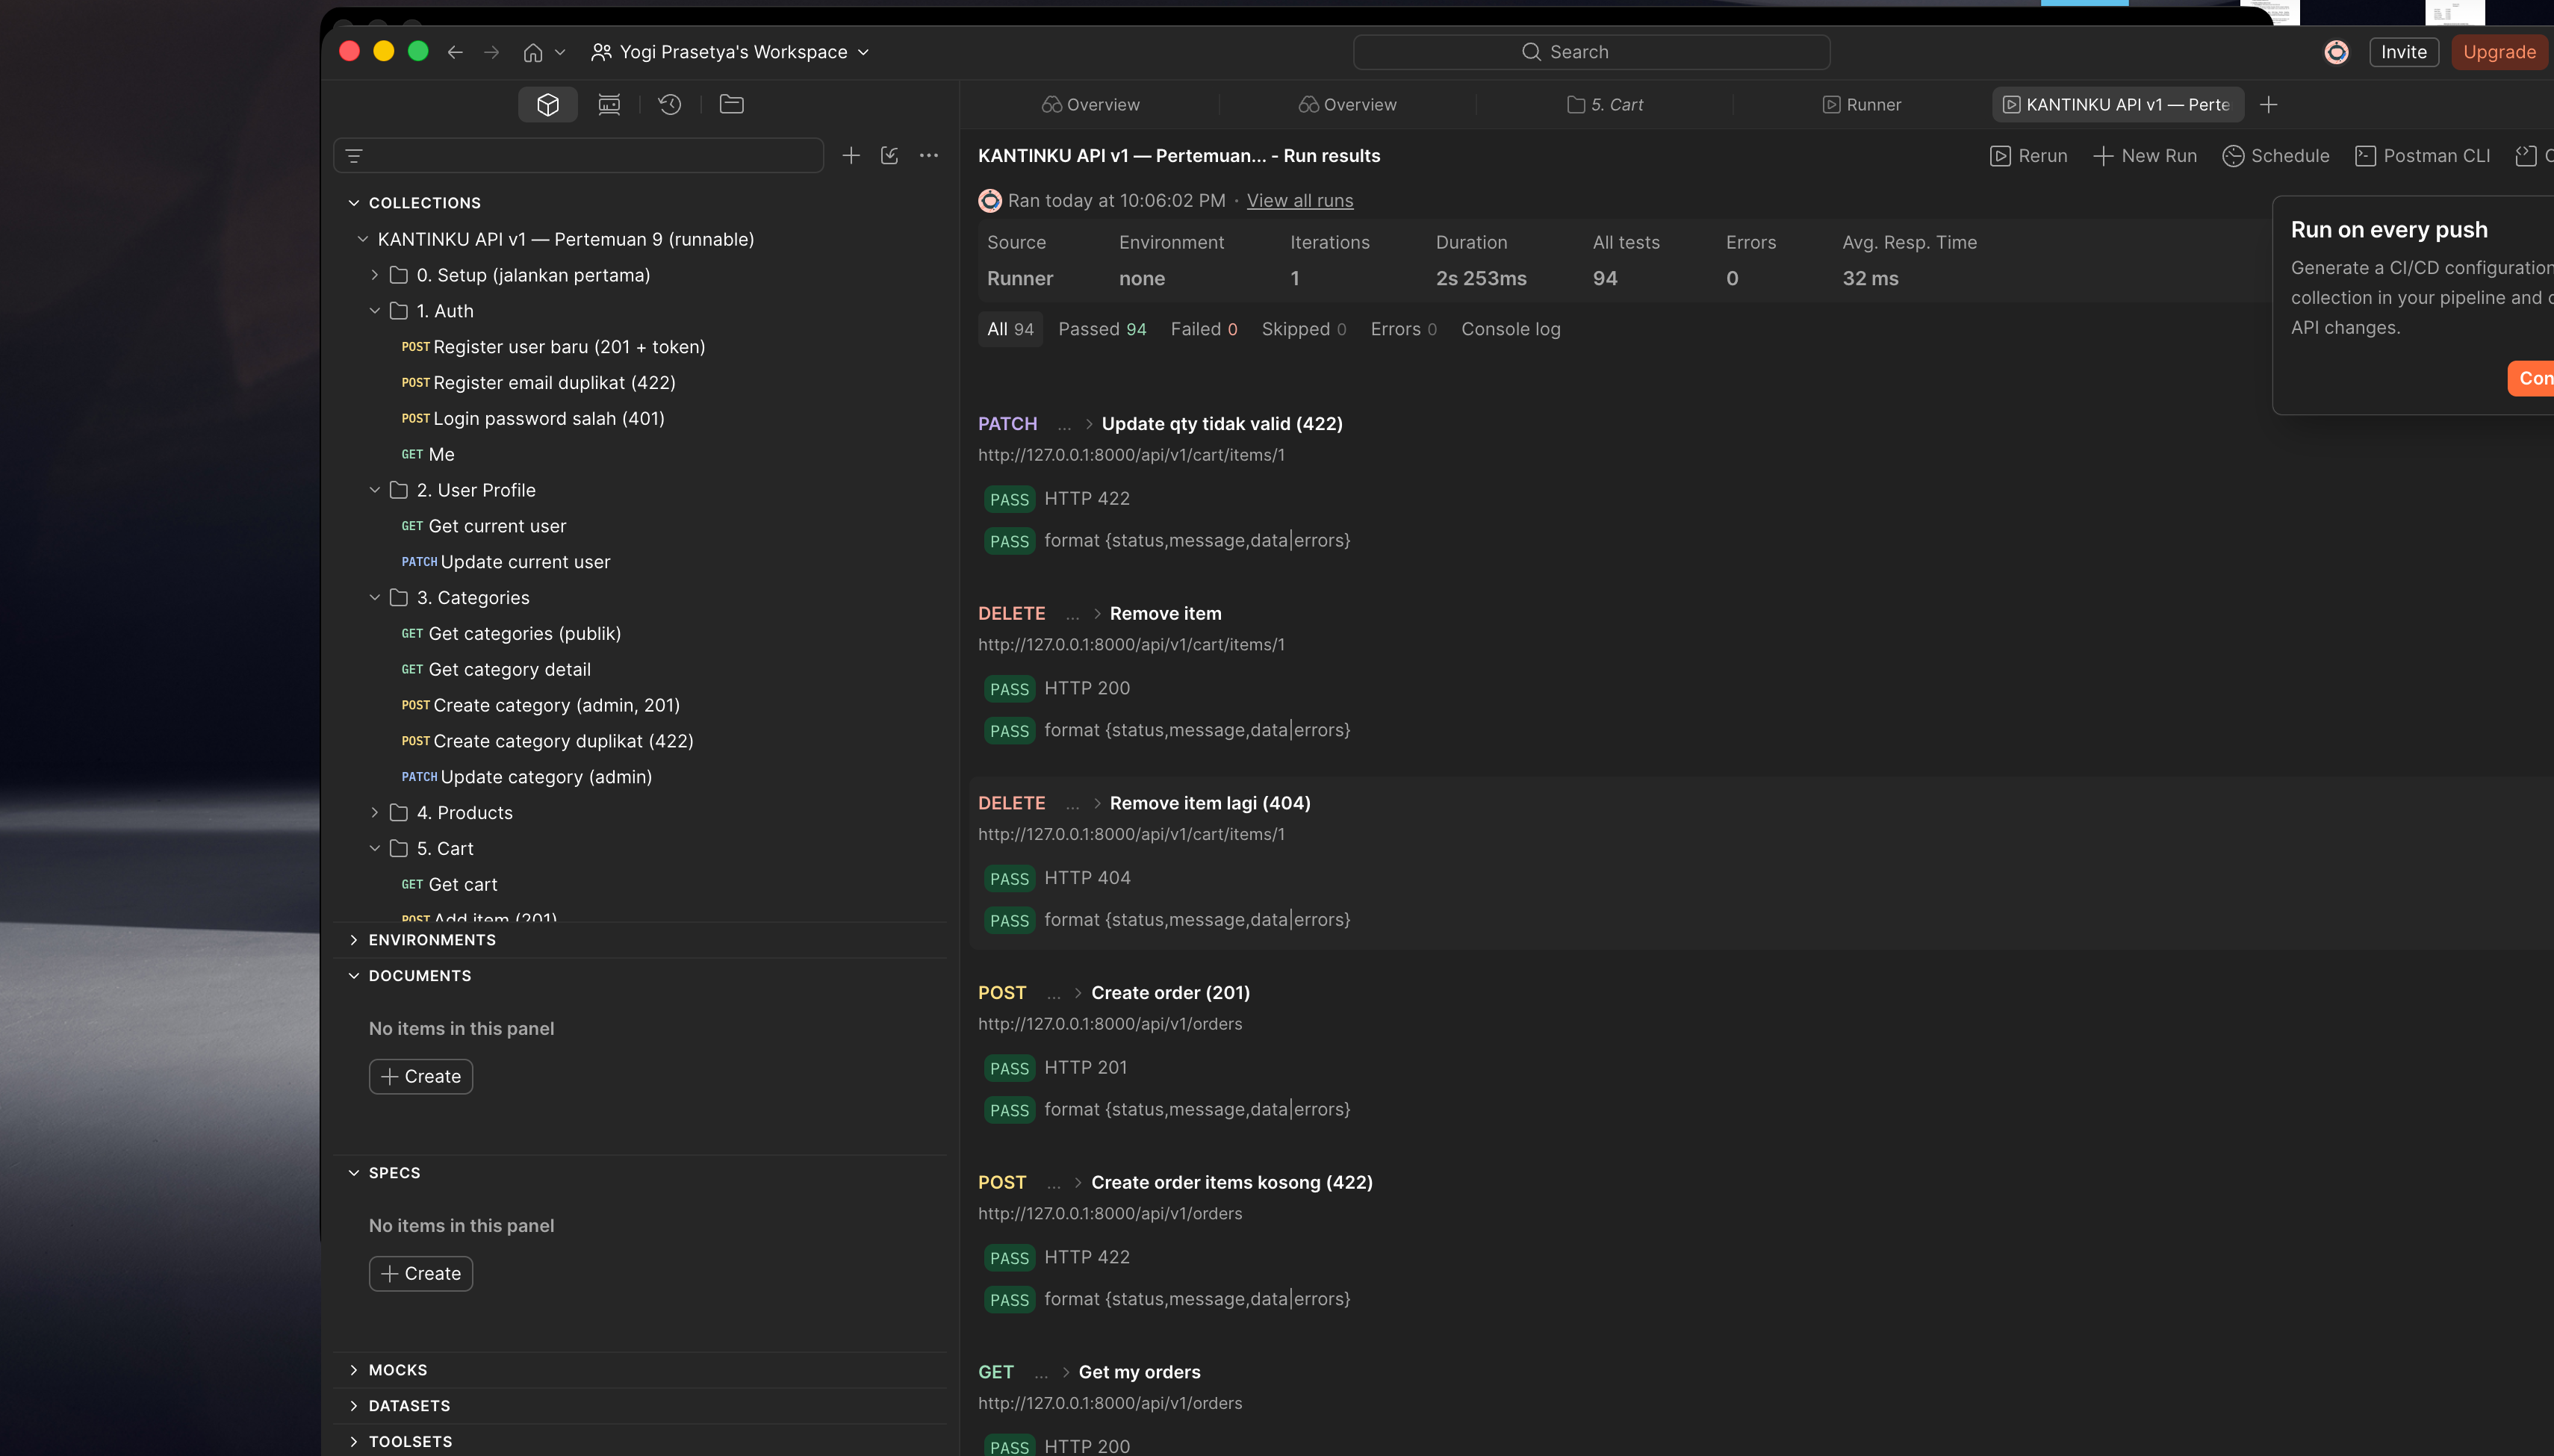 Yogi Prasetya's Workspace
Search
Invite
Upgrade
Overview
Overview
5. Cart
Runner
KANTINKU API v1 — Perte
COLLECTIONS
KANTINKU API v1 — Pertemuan 9 (runnable)
0. Setup (jalankan pertama)
1. Auth
POST Register user baru (201 + token)
POST Register email duplikat (422)
POST Login password salah (401)
GET Me
2. User Profile
GET Get current user
PATCH Update current user
3. Categories
GET Get categories (publik)
GET Get category detail
POST Create category (admin, 201)
POST Create category duplikat (422)
PATCH Update category (admin)
4. Products
5. Cart
GET Get cart
POST Add item (201)
ENVIRONMENTS
DOCUMENTS
No items in this panel
Create
SPECS
No items in this panel
Create
MOCKS
DATASETS
TOOLSETS
KANTINKU API v1 — Pertemuan... - Run results
Rerun
New Run
Schedule
Postman CLI
Ran today at 10:06:02 PM · View all runs
Source Environment Iterations Duration All tests Errors Avg. Resp. Time
Runner none 1 2s 253ms 94 0 32 ms
All 94 Passed 94 Failed 0 Skipped 0 Errors 0 Console log
Run on every push
Generate a CI/CD configuration
collection in your pipeline and
API changes.
PATCH ... > Update qty tidak valid (422)
http://127.0.0.1:8000/api/v1/cart/items/1
PASS HTTP 422
PASS format {status,message,data|errors}
DELETE ... > Remove item
http://127.0.0.1:8000/api/v1/cart/items/1
PASS HTTP 200
PASS format {status,message,data|errors}
DELETE ... > Remove item lagi (404)
http://127.0.0.1:8000/api/v1/cart/items/1
PASS HTTP 404
PASS format {status,message,data|errors}
POST ... > Create order (201)
http://127.0.0.1:8000/api/v1/orders
PASS HTTP 201
PASS format {status,message,data|errors}
POST ... > Create order items kosong (422)
http://127.0.0.1:8000/api/v1/orders
PASS HTTP 422
PASS format {status,message,data|errors}
GET ... > Get my orders
http://127.0.0.1:8000/api/v1/orders
PASS HTTP 200